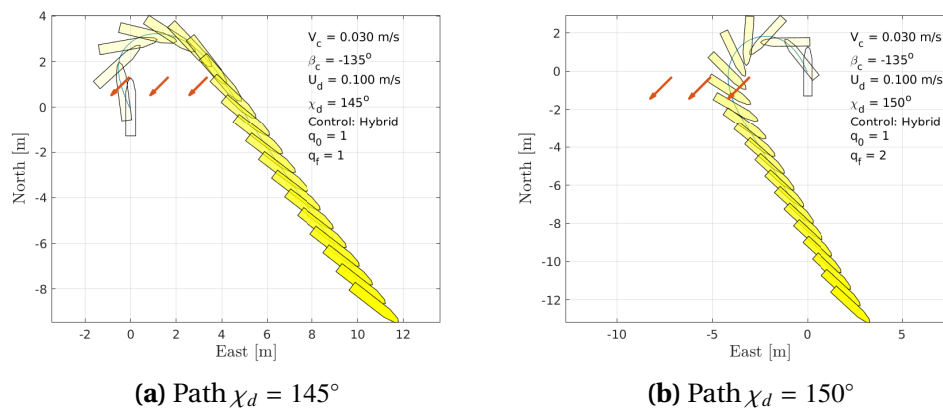 4
2
0
-2
-4
-6
-8
North [m]
-2
0
2
4
6
8
10
12
East [m]
V_c = 0.030 m/s
β_c = -135°
U_d = 0.100 m/s
χ_d = 145°
Control: Hybrid
q_0 = 1
q_f = 1
(a) Path χ_d = 145°
2
0
-2
-4
-6
-8
-10
-12
North [m]
-10
-5
0
5
East [m]
V_c = 0.030 m/s
β_c = -135°
U_d = 0.100 m/s
χ_d = 150°
Control: Hybrid
q_0 = 1
q_f = 2
(b) Path χ_d = 150°